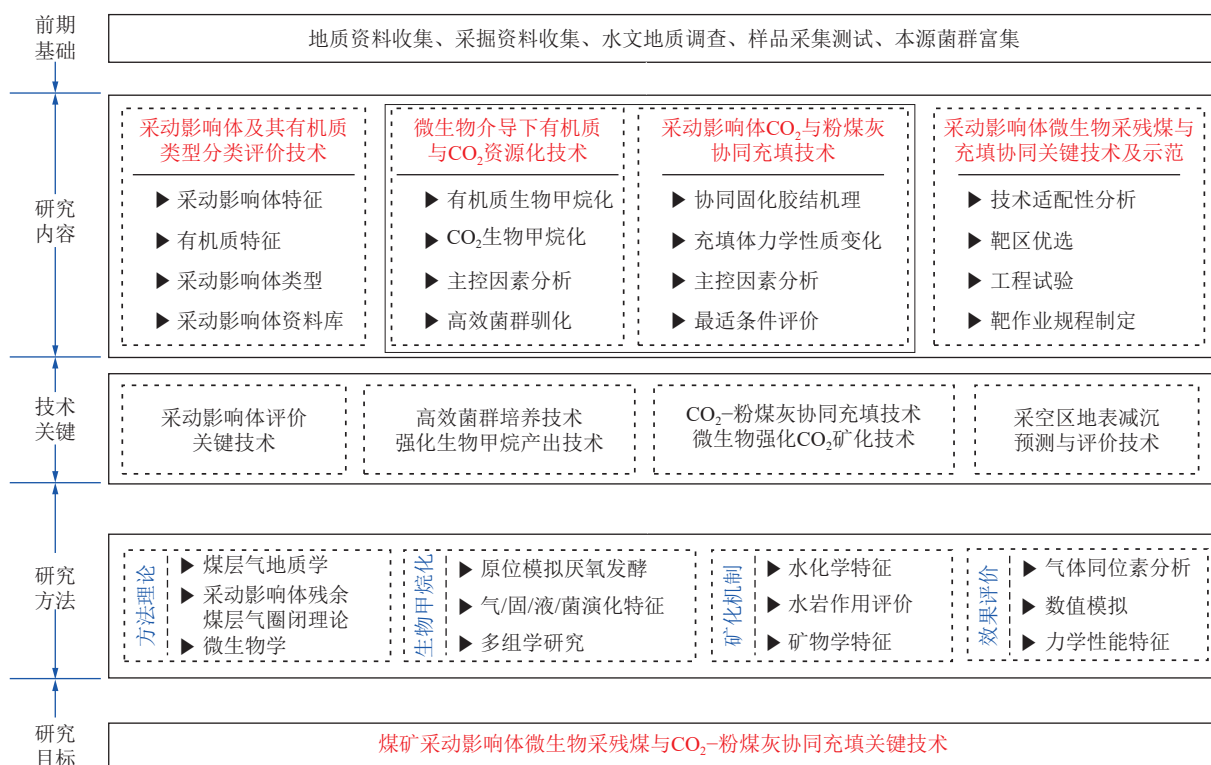 前期
基础
地质资料收集、采掘资料收集、水文地质调查、样品采集测试、本源菌群富集
研究
内容
采动影响体及其有机质
类型分类评价技术
▶ 采动影响体特征
▶ 有机质特征
▶ 采动影响体类型
▶ 采动影响体资料库
微生物介导下有机质
与CO₂资源化技术
▶ 有机质生物甲烷化
▶ CO₂生物甲烷化
▶ 主控因素分析
▶ 高效菌群驯化
采动影响体CO₂与粉煤灰
协同充填技术
▶ 协同固化胶结机理
▶ 充填体力学性质变化
▶ 主控因素分析
▶ 最适条件评价
采动影响体微生物采残煤与
充填协同关键技术及示范
▶ 技术适配性分析
▶ 靶区优选
▶ 工程试验
▶ 靶作业规程制定
技术
关键
采动影响体评价
关键技术
高效菌群培养技术
强化生物甲烷产出技术
CO₂−粉煤灰协同充填技术
微生物强化CO₂矿化技术
采空区地表减沉
预测与评价技术
研究
方法
方法理论
▶ 煤层气地质学
▶ 采动影响体残余
煤层气圈闭理论
▶ 微生物学
生物甲烷化
▶ 原位模拟厌氧发酵
▶ 气/固/液/菌演化特征
▶ 多组学研究
矿化机制
▶ 水化学特征
▶ 水岩作用评价
▶ 矿物学特征
效果评价
▶ 气体同位素分析
▶ 数值模拟
▶ 力学性能特征
研究
目标
煤矿采动影响体微生物采残煤与CO₂−粉煤灰协同充填关键技术